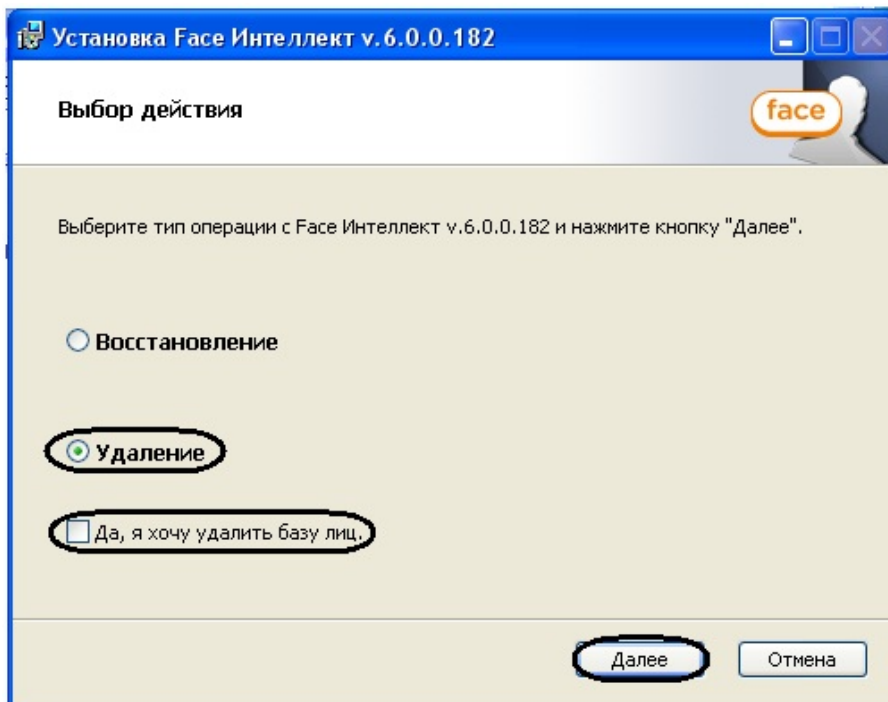 Установка Face Интеллект v.6.0.0.182
Выбор действия
face
Выберите тип операции с Face Интеллект v.6.0.0.182 и нажмите кнопку "Далее".
Восстановление
Удаление
Да, я хочу удалить базу лиц.
Далее Отмена